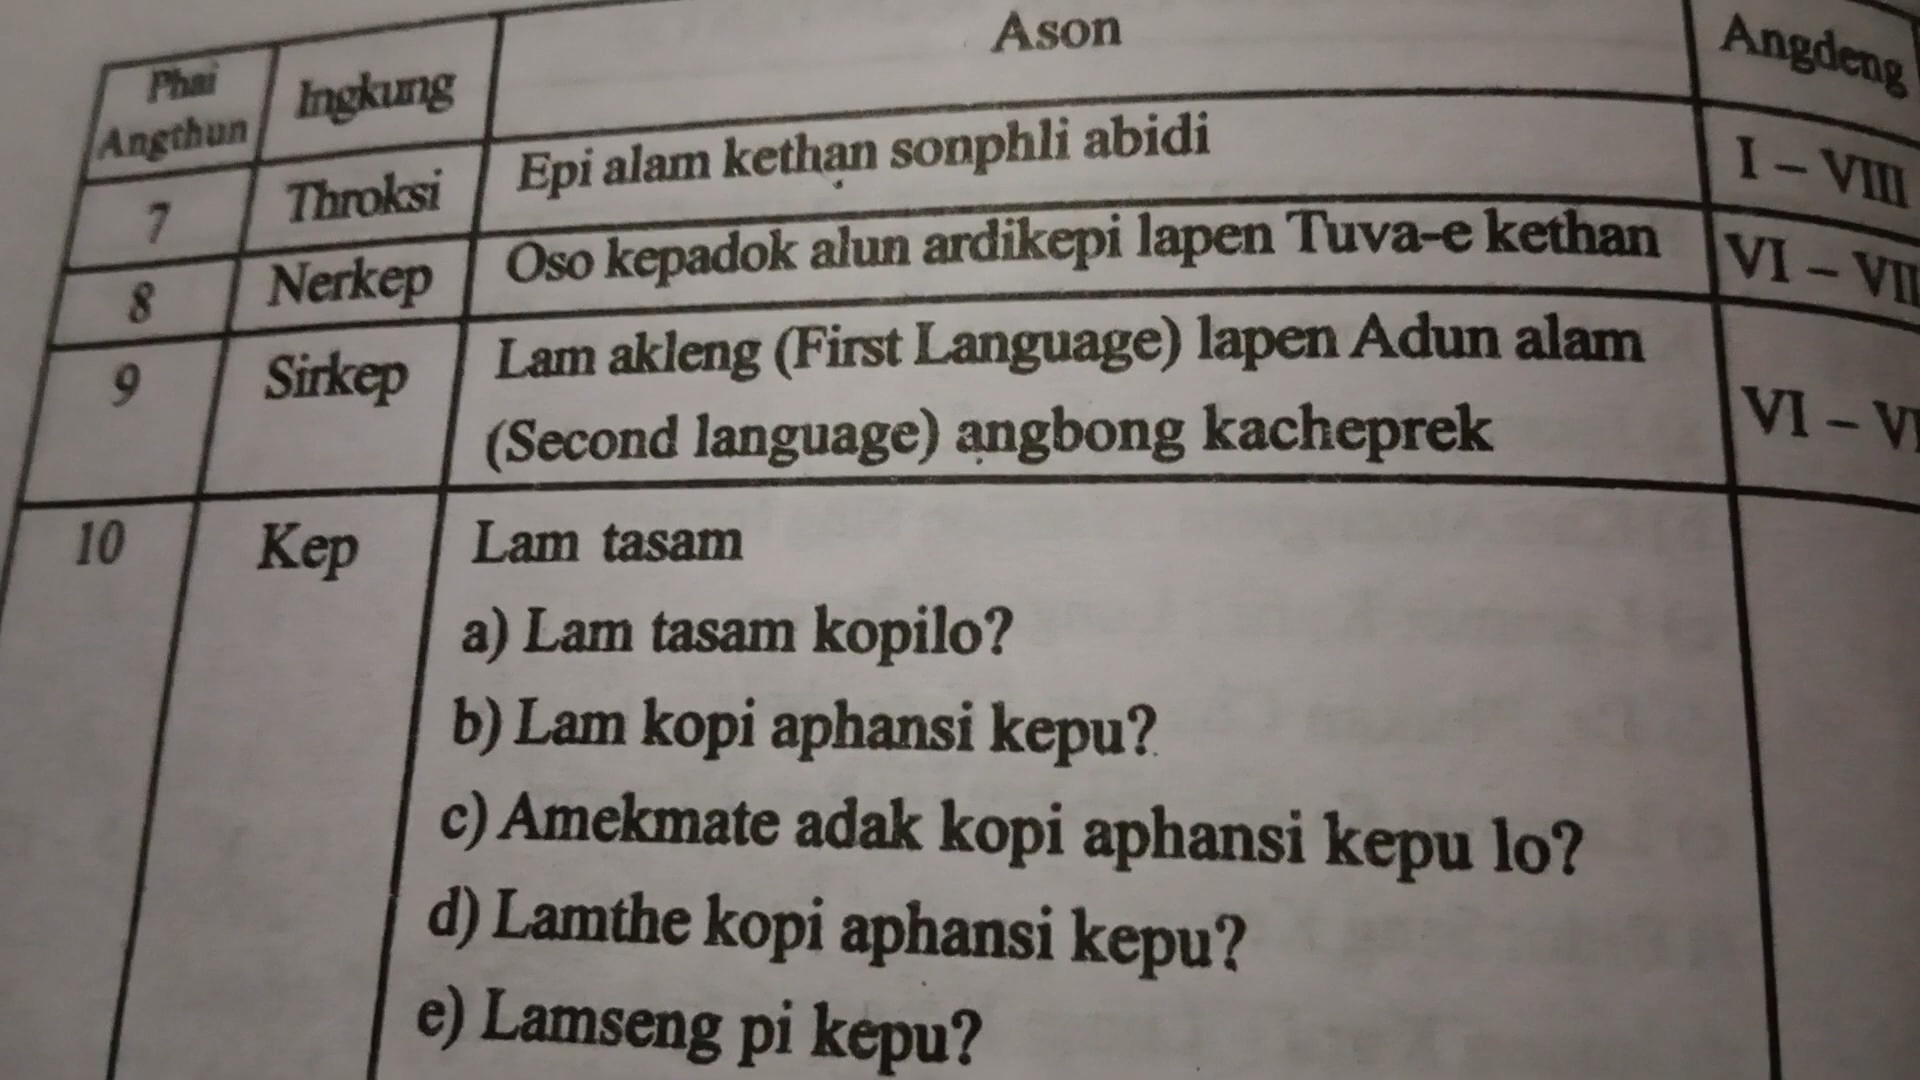 Phai Angthun Ingkung Ason Angdeng
7 Throksi Epi alam kethan sonphli abidi I – VIII
8 Nerkep Oso kepadok alun ardikepi lapen Tuva-e kethan VI –
9 Sirkep Lam akleng (First Language) lapen Adun alam
(Second language) angbong kacheprek VI –
10 Kep Lam tasam
a) Lam tasam kopilo?
b) Lam kopi aphansi kepu?
c) Amekmate adak kopi aphansi kepu lo?
d) Lamthe kopi aphansi kepu?
e) Lamseng pi kepu?